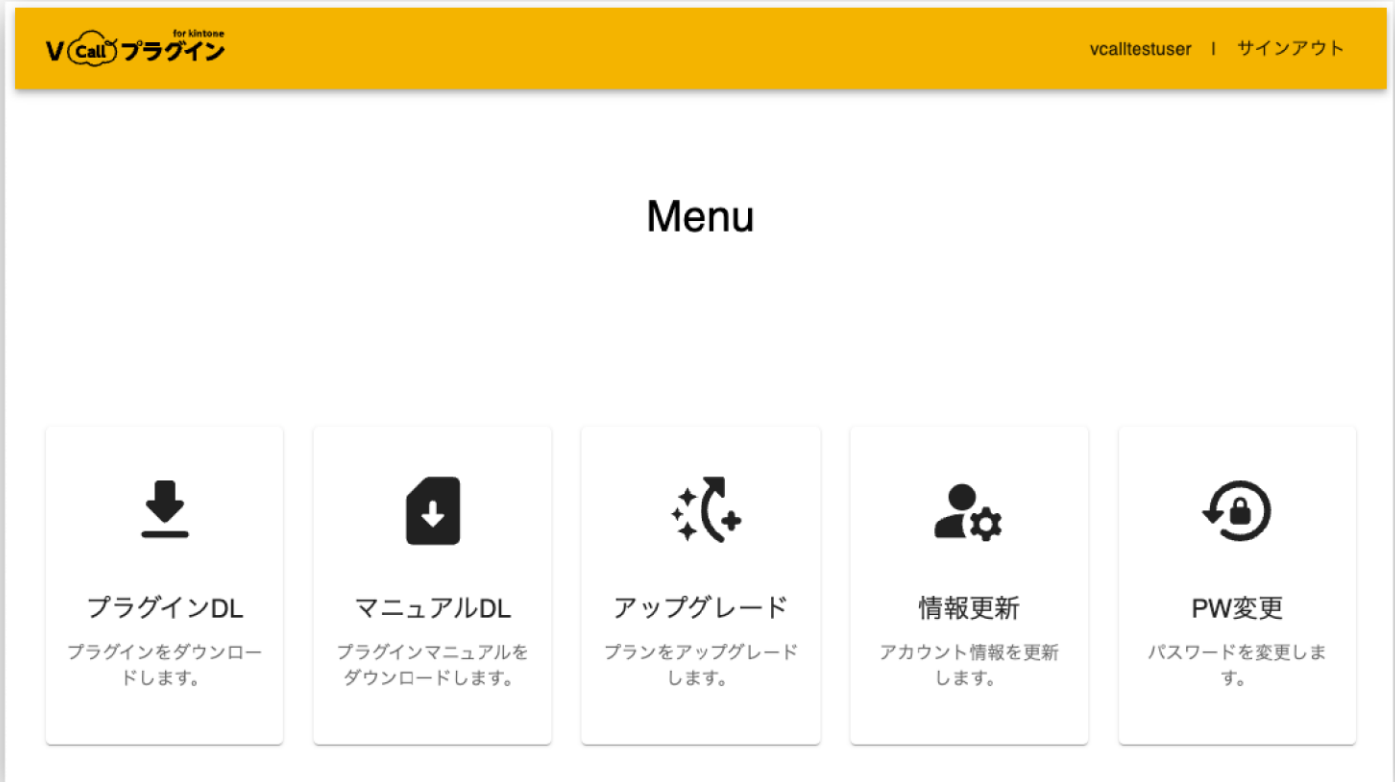 for kintone
V Call プラグイン
vcalltestuser | サインアウト
Menu
プラグインDL
プラグインをダウンロー
ドします。
マニュアルDL
プラグインマニュアルを
ダウンロードします。
アップグレード
プランをアップグレード
します。
情報更新
アカウント情報を更新
します。
PW変更
パスワードを変更しま
す。